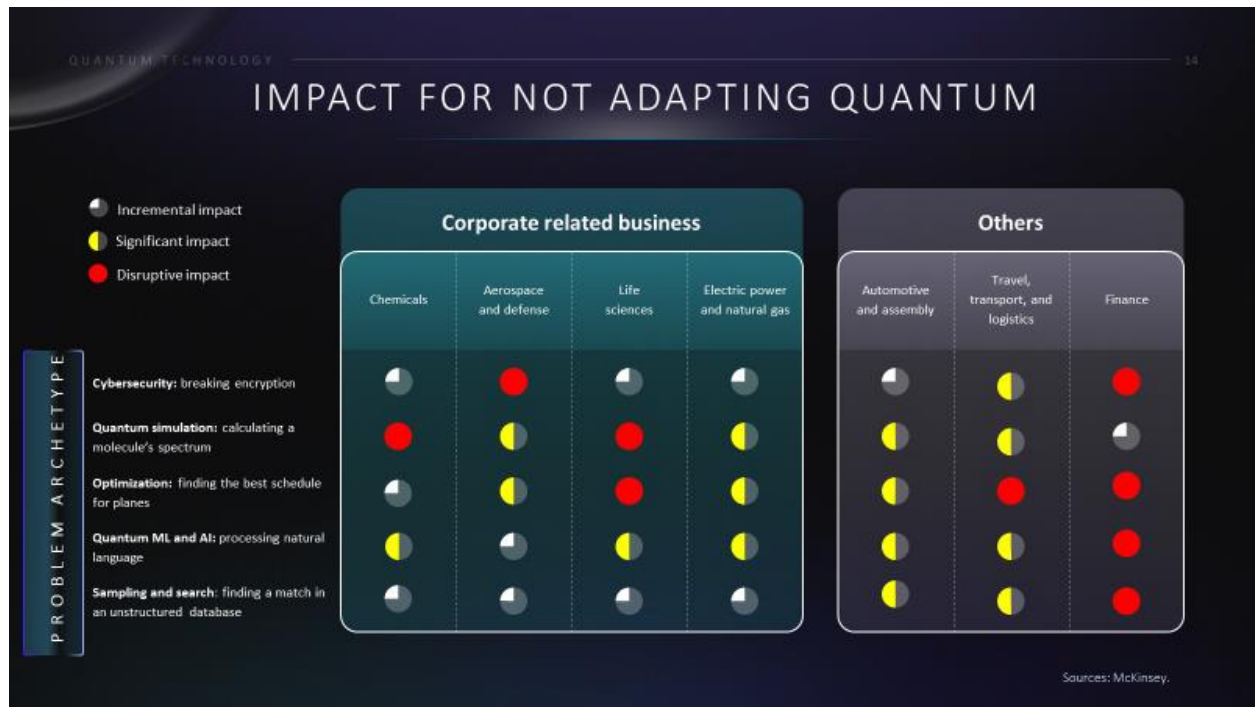 QUANTUM TECHNOLOGY
14
IMPACT FOR NOT ADAPTING QUANTUM
Incremental impact
Significant impact
Disruptive impact
Corporate related business
Others
Chemicals
Aerospace
and defense
Life
sciences
Electric power
and natural gas
Automotive
and assembly
Travel,
transport, and
logistics
Finance
PROBLEM ARCHETYPE
Cybersecurity: breaking encryption
Quantum simulation: calculating a
molecule's spectrum
Optimization: finding the best schedule
for planes
Quantum ML and AI: processing natural
language
Sampling and search: finding a match in
an unstructured database
Sources: McKinsey.